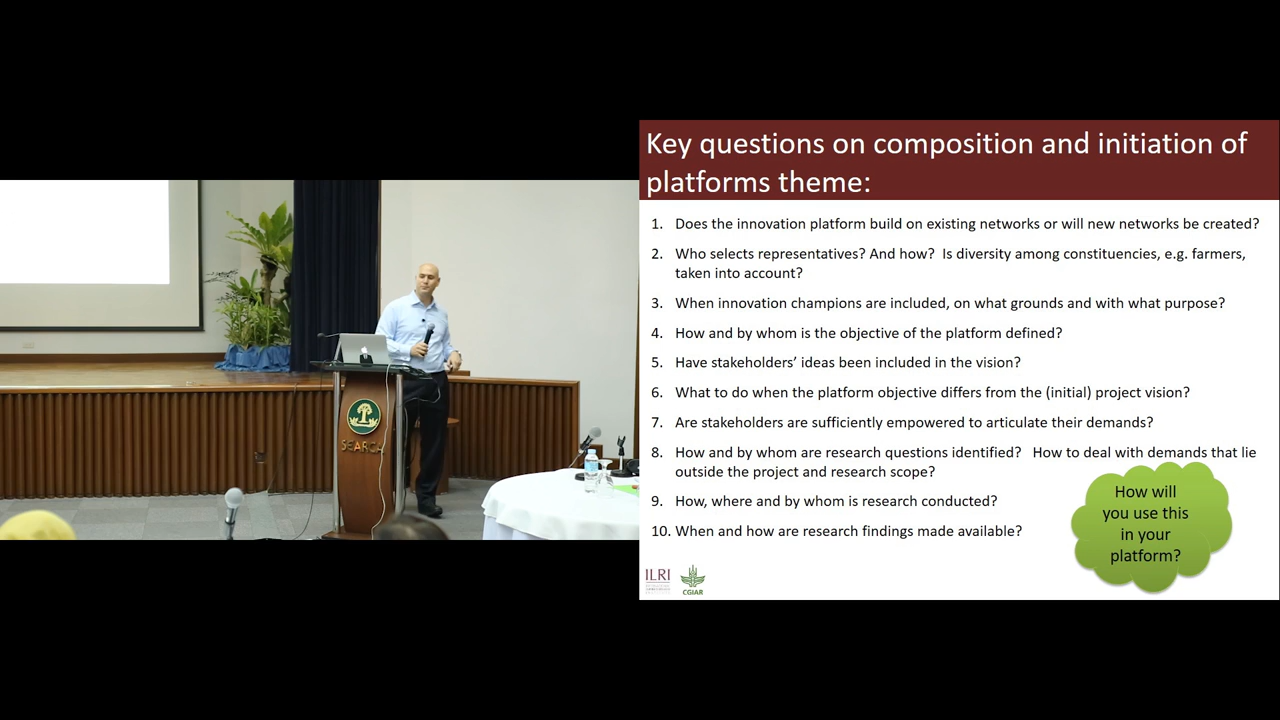 Key questions on composition and initiation of
platforms theme:
1. Does the innovation platform build on existing networks or will new networks be created?
2. Who selects representatives? And how? Is diversity among constituencies, e.g. farmers,
taken into account?
3. When innovation champions are included, on what grounds and with what purpose?
4. How and by whom is the objective of the platform defined?
5. Have stakeholders’ ideas been included in the vision?
6. What to do when the platform objective differs from the (initial) project vision?
7. Are stakeholders are sufficiently empowered to articulate their demands?
8. How and by whom are research questions identified? How to deal with demands that lie
outside the project and research scope?
9. How, where and by whom is research conducted?
10. When and how are research findings made available?
How will
you use this
in your
platform?
ILRI
CGIAR
SEARCA